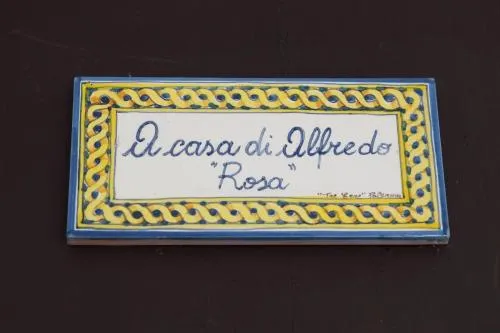 A casa di Alfredo
"Rosa"